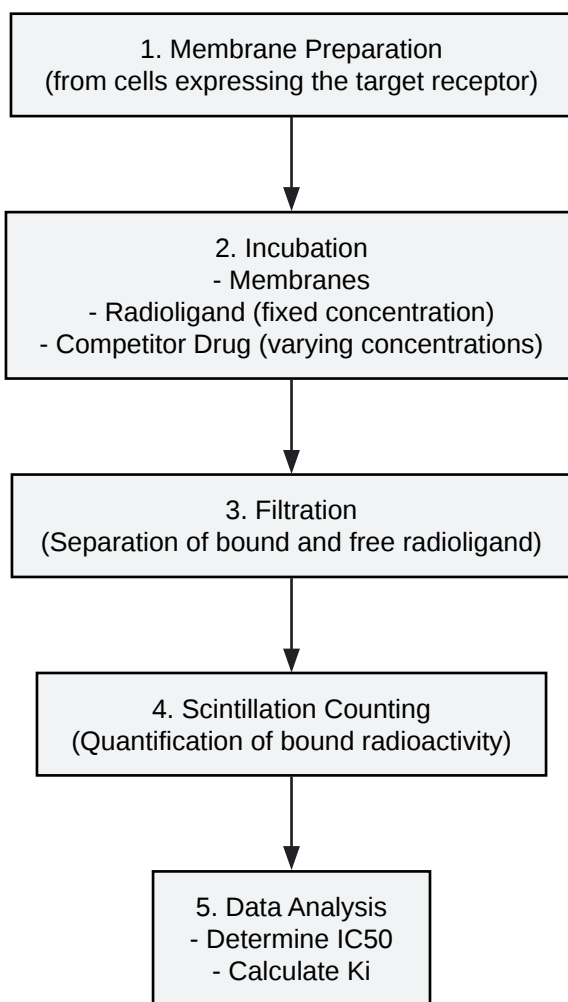 1. Membrane Preparation
(from cells expressing the target receptor)
2. Incubation
- Membranes
- Radioligand (fixed concentration)
- Competitor Drug (varying concentrations)
3. Filtration
(Separation of bound and free radioligand)
4. Scintillation Counting
(Quantification of bound radioactivity)
5. Data Analysis
- Determine IC50
- Calculate Ki